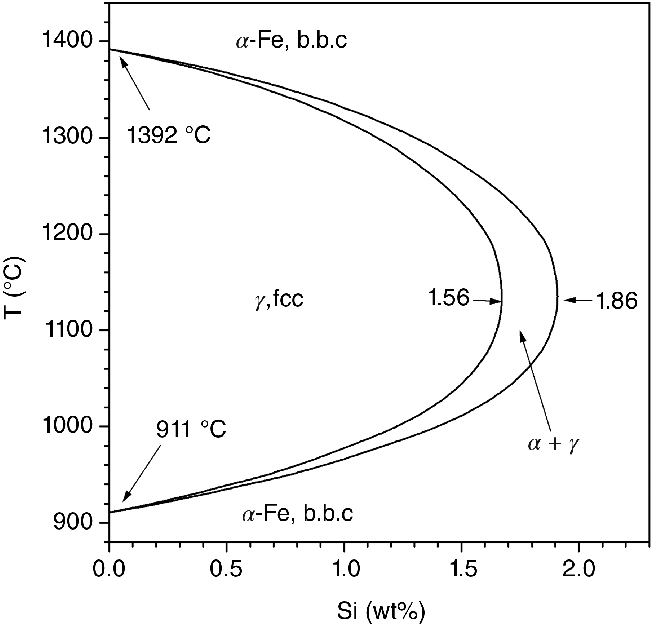 1400
α-Fe, b.b.c
1392 °C
1300
1200
T (°C)
γ,fcc
1.56
1.86
1100
1000
911 °C
α + γ
900
α-Fe, b.b.c
0.0
0.5
1.0
1.5
2.0
Si (wt%)